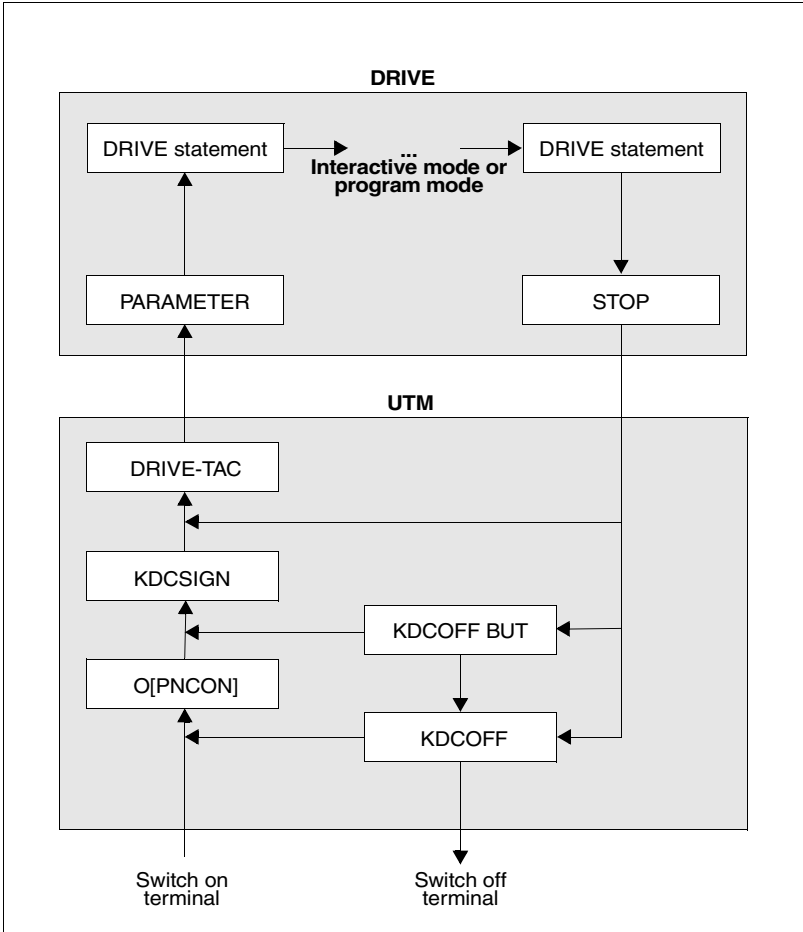 DRIVE
DRIVE statement
...
DRIVE statement
Interactive mode or
program mode
PARAMETER
STOP
UTM
DRIVE-TAC
KDCSIGN
KDCOFF BUT
O[PNCON]
KDCOFF
Switch on
terminal
Switch off
terminal